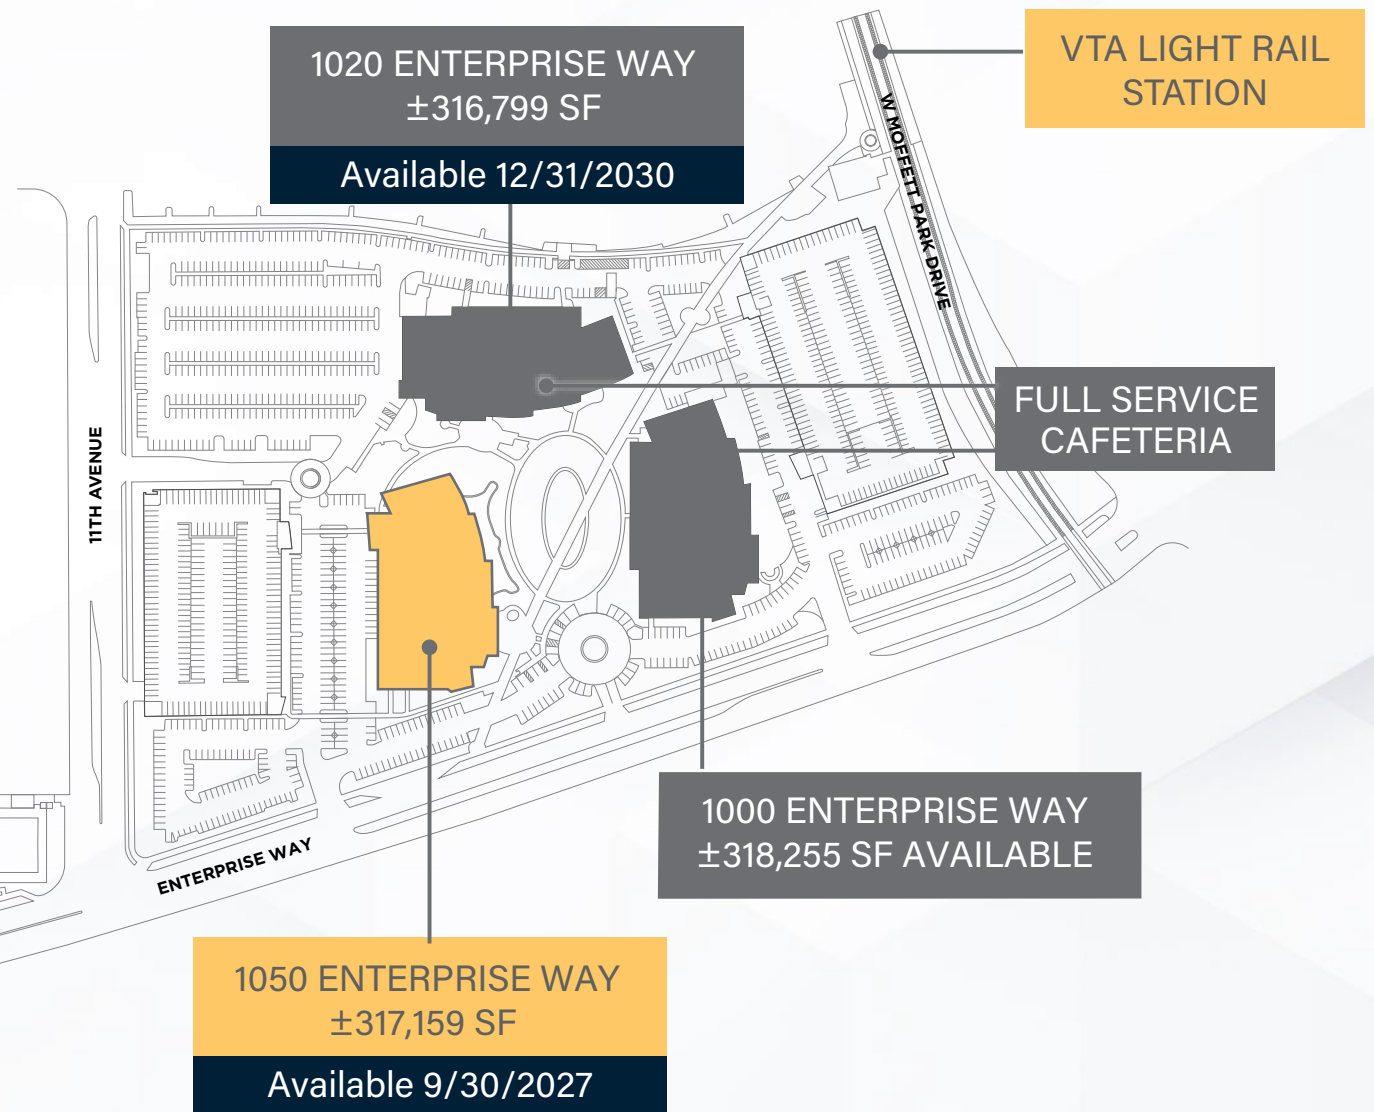 1020 ENTERPRISE WAY
±316,799 SF
Available 12/31/2030
VTA LIGHT RAIL
STATION
W MOFFETT PARK DRIVE
FULL SERVICE
CAFETERIA
11TH AVENUE
1000 ENTERPRISE WAY
±318,255 SF AVAILABLE
ENTERPRISE WAY
1050 ENTERPRISE WAY
±317,159 SF
Available 9/30/2027